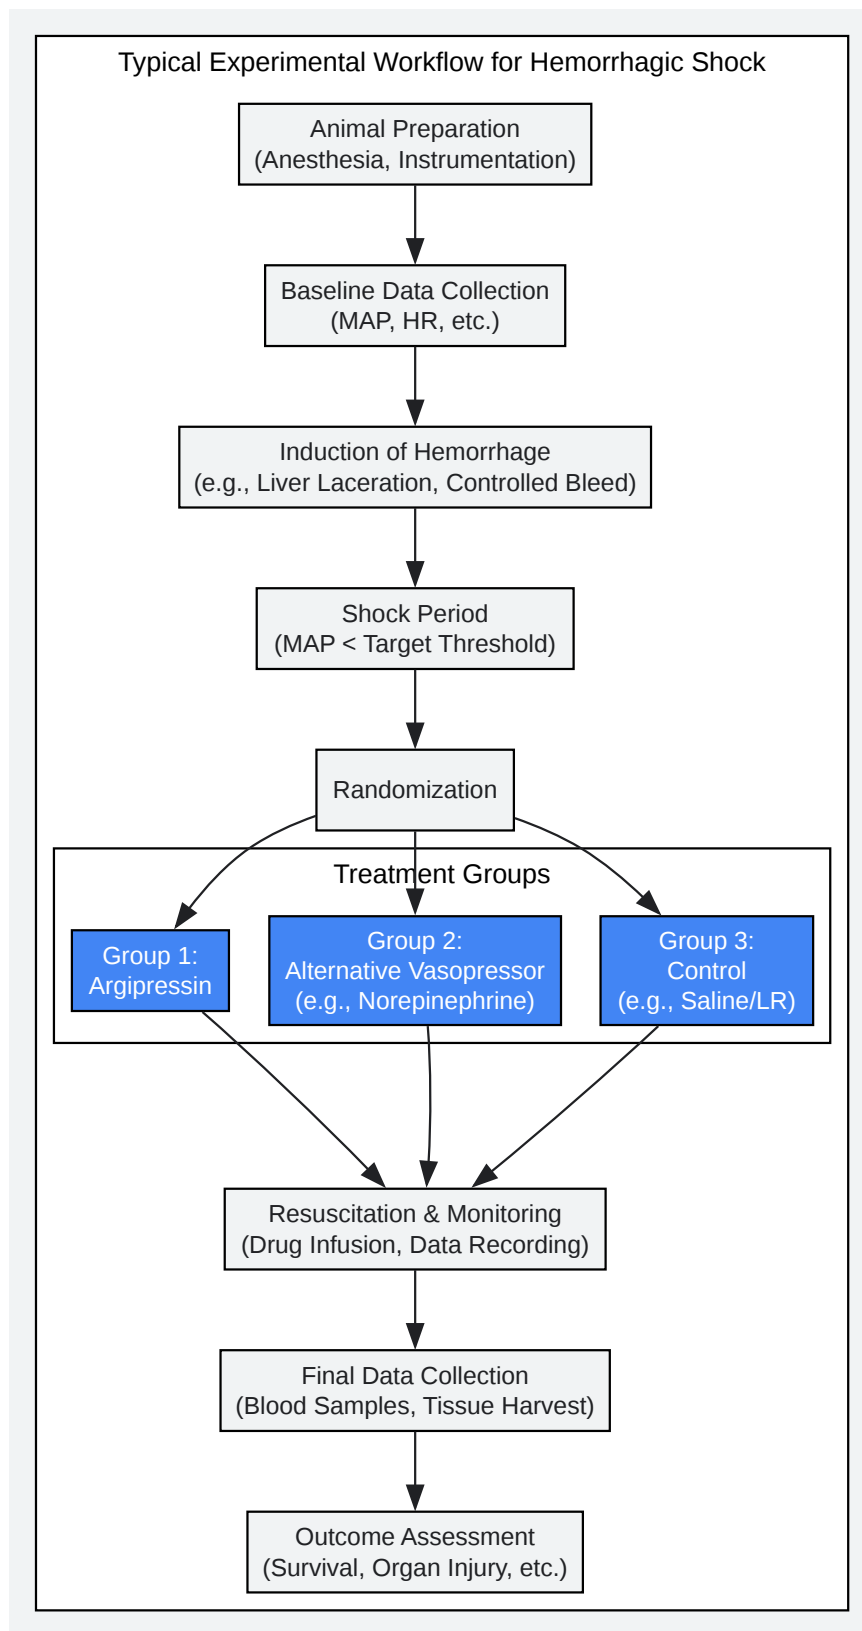 Typical Experimental Workflow for Hemorrhagic Shock
Animal Preparation
(Anesthesia, Instrumentation)
Baseline Data Collection
(MAP, HR, etc.)
Induction of Hemorrhage
(e.g., Liver Laceration, Controlled Bleed)
Shock Period
(MAP < Target Threshold)
Randomization
Treatment Groups
Group 1:
Argipressin
Group 2:
Alternative Vasopressor
(e.g., Norepinephrine)
Group 3:
Control
(e.g., Saline/LR)
Resuscitation & Monitoring
(Drug Infusion, Data Recording)
Final Data Collection
(Blood Samples, Tissue Harvest)
Outcome Assessment
(Survival, Organ Injury, etc.)